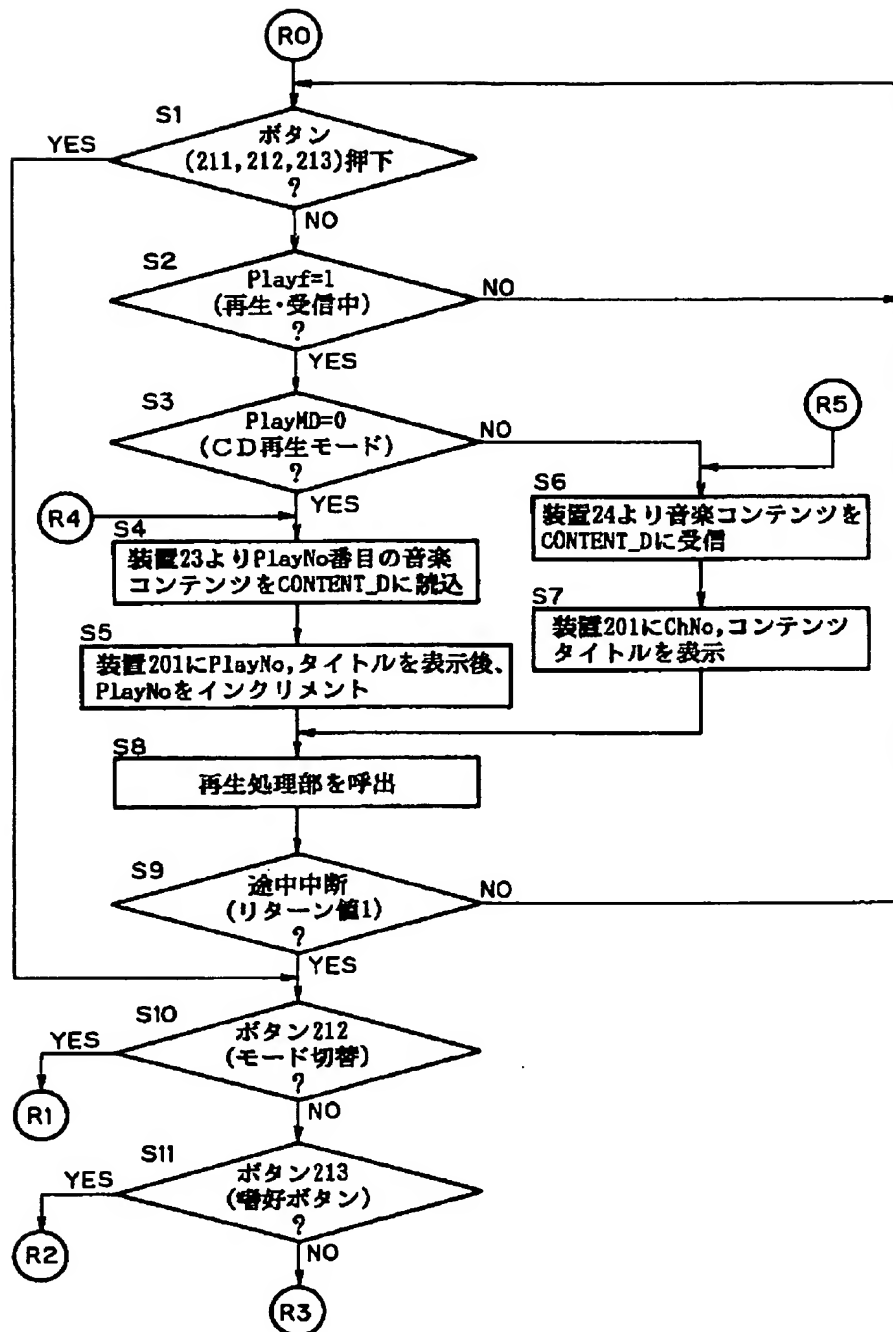 R0
S1
YES
ボタン
(211,212,213)押下
?
NO
S2
Playf=1
(再生・受信中)
?
NO
YES
S3
PlayMD=0
(CD再生モード)
?
NO
YES
R5
R4
S4
装置23よりPlayNo番目の音楽
コンテンツをCONTENT_Dに読込
S6
装置24より音楽コンテンツを
CONTENT_Dに受信
S5
装置201にPlayNo,タイトルを表示後、
PlayNoをインクリメント
S7
装置201にChNo,コンテンツ
タイトルを表示
S8
再生処理部を呼出
S9
途中中断
(リターン値1)
?
NO
YES
S10
YES
ボタン212
(モード切替)
?
NO
R1
S11
YES
ボタン213
(嗜好ボタン)
?
NO
R2
R3